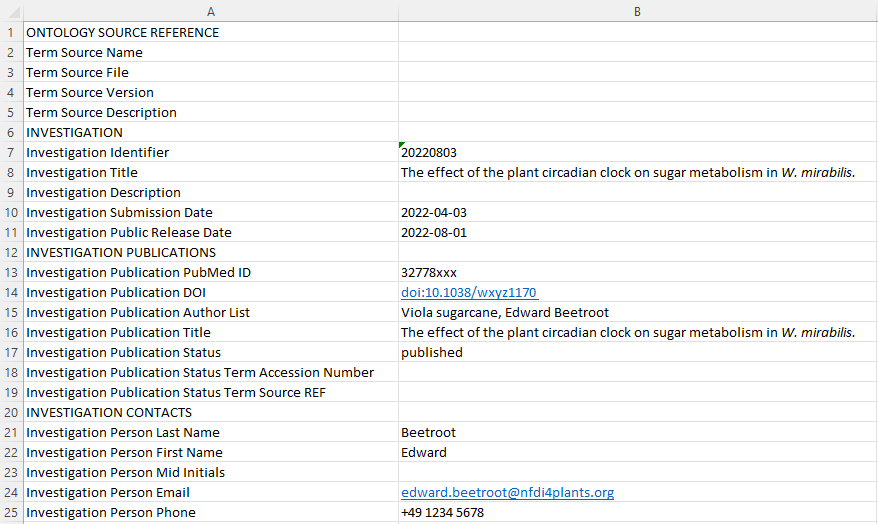 A B
1 ONTOLOGY SOURCE REFERENCE
2 Term Source Name
3 Term Source File
4 Term Source Version
5 Term Source Description
6 INVESTIGATION
7 Investigation Identifier 20220803
8 Investigation Title The effect of the plant circadian clock on sugar metabolism in W. mirabilis.
9 Investigation Description
10 Investigation Submission Date 2022-04-03
11 Investigation Public Release Date 2022-08-01
12 INVESTIGATION PUBLICATIONS
13 Investigation Publication PubMed ID 32778xxx
14 Investigation Publication DOI doi:10.1038/wxyz1170
15 Investigation Publication Author List Viola sugarcane, Edward Beetroot
16 Investigation Publication Title The effect of the plant circadian clock on sugar metabolism in W. mirabilis.
17 Investigation Publication Status published
18 Investigation Publication Status Term Accession Number
19 Investigation Publication Status Term Source REF
20 INVESTIGATION CONTACTS
21 Investigation Person Last Name Beetroot
22 Investigation Person First Name Edward
23 Investigation Person Mid Initials
24 Investigation Person Email edward.beetroot@nfdi4plants.org
25 Investigation Person Phone +49 1234 5678